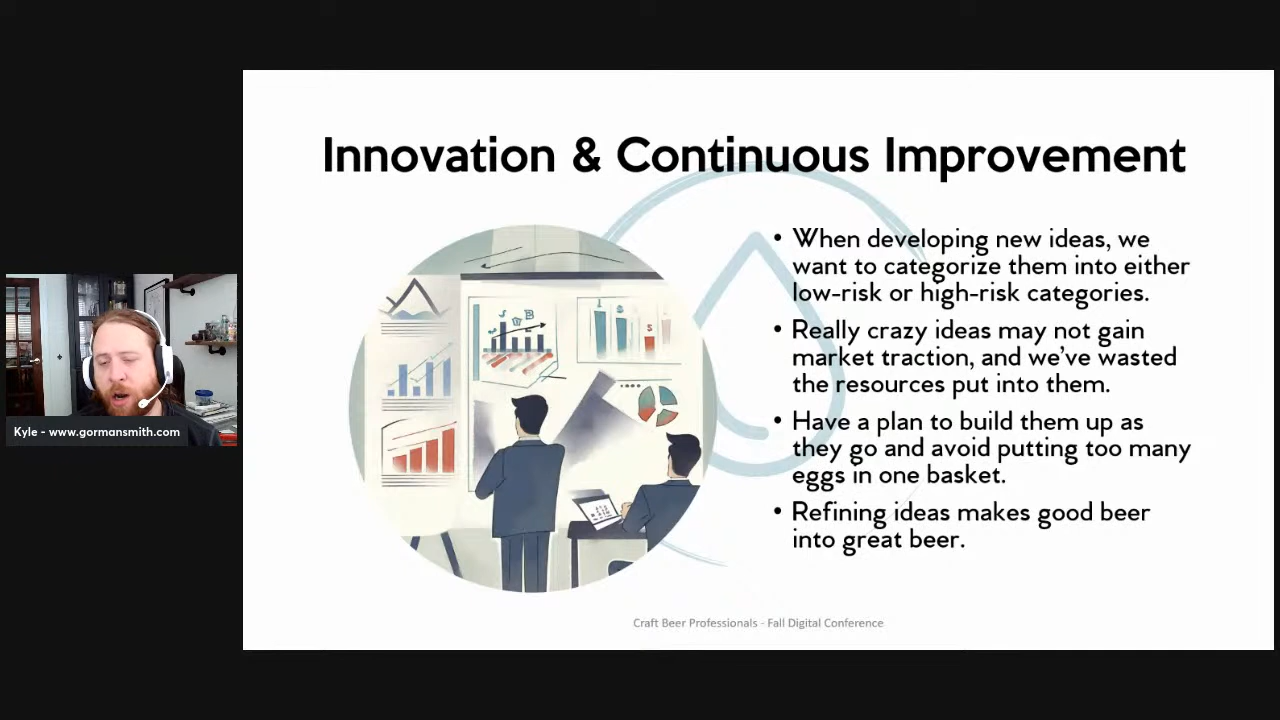 Innovation & Continuous Improvement
• When developing new ideas, we
want to categorize them into either
low-risk or high-risk categories.
• Really crazy ideas may not gain
market traction, and we've wasted
the resources put into them.
• Have a plan to build them up as
they go and avoid putting too many
eggs in one basket.
• Refining ideas makes good beer
into great beer.
Craft Beer Professionals - Fall Digital Conference
Kyle - www.gormansmith.com